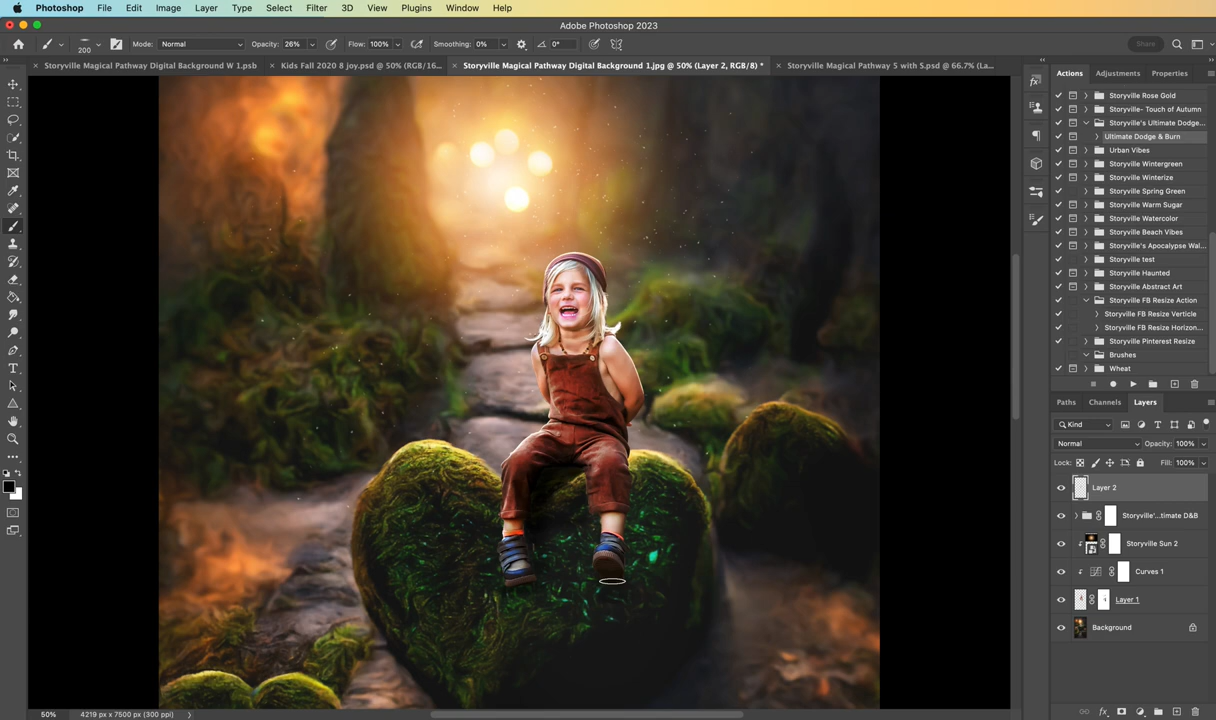 Photoshop File Edit Image Layer Type Select Filter 3D View Plugins Window Help
Adobe Photoshop 2023
200 Mode: Normal Opacity: 26% Flow: 100% Smoothing: 0% 0° Share
Storyville Magical Pathway Digital Background W 1.psb Kids Fall 2020 8 joy.psd @ 50% (RGB/16... Storyville Magical Pathway Digital Background 1.jpg @ 50% (Layer 2, RGB/8) * Storyville Magical Pathway 5 with S.psd @ 66.7% (La...
Actions Adjustments Properties
Storyville Rose Gold
Storyville- Touch of Autumn
Storyville's Ultimate Dodge...
Ultimate Dodge & Burn
Urban Vibes
Storyville Wintergreen
Storyville Winterize
Storyville Spring Green
Storyville Warm Sugar
Storyville Watercolor
Storyville Beach Vibes
Storyville's Apocalypse Wal...
Storyville test
Storyville Haunted
Storyville Abstract Art
Storyville FB Resize Action
Storyville FB Resize Verticle
Storyville FB Resize Horizon...
Storyville Pinterest Resize
Brushes
Wheat
Paths Channels Layers
Kind
Normal Opacity: 100%
Lock: Fill: 100%
Layer 2
Storyville'...timate D&B
Storyville Sun 2
Curves 1
Layer 1
Background
50% 4219 px x 7500 px (300 ppi)